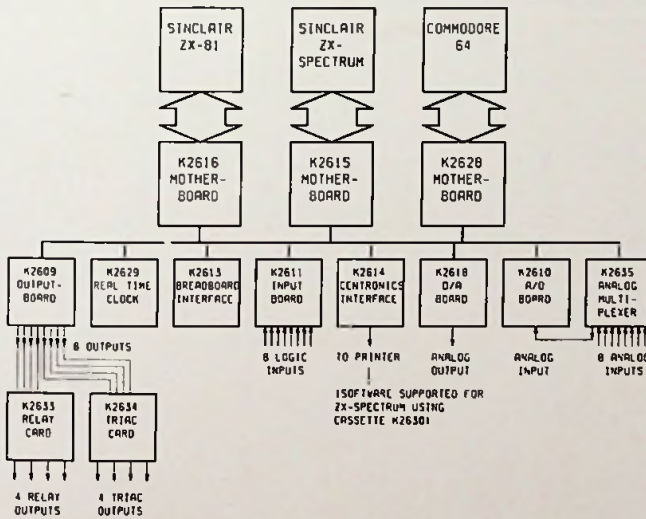 SINCLAIR
ZX-81
SINCLAIR
ZX-
SPECTRUM
COMMODORE
64
K2616
MOTHER-
BOARD
K2615
MOTHER-
BOARD
K2628
MOTHER-
BOARD
K2609
OUTPUT-
BOARD
K2629
REAL TIME
CLOCK
K2613
BREADBOARD
INTERFACE
K2611
INPUT
BOARD
K2614
CENTRONICS
INTERFACE
K2618
D/A
BOARD
K2610
A/D
BOARD
K2635
ANALOG
MULTI-
PLEXER
8 OUTPUTS
8 LOGIC
INPUTS
TO PRINTER
ANALOG
OUTPUT
ANALOG
INPUT
8 ANALOG
INPUTS
(SOFTWARE SUPPORTED FOR
ZX-SPECTRUM USING
CASSETTE K2630)
K2633
RELAY
CARD
K2634
TRIAC
CARD
4 RELAY
OUTPUTS
4 TRIAC
OUTPUTS